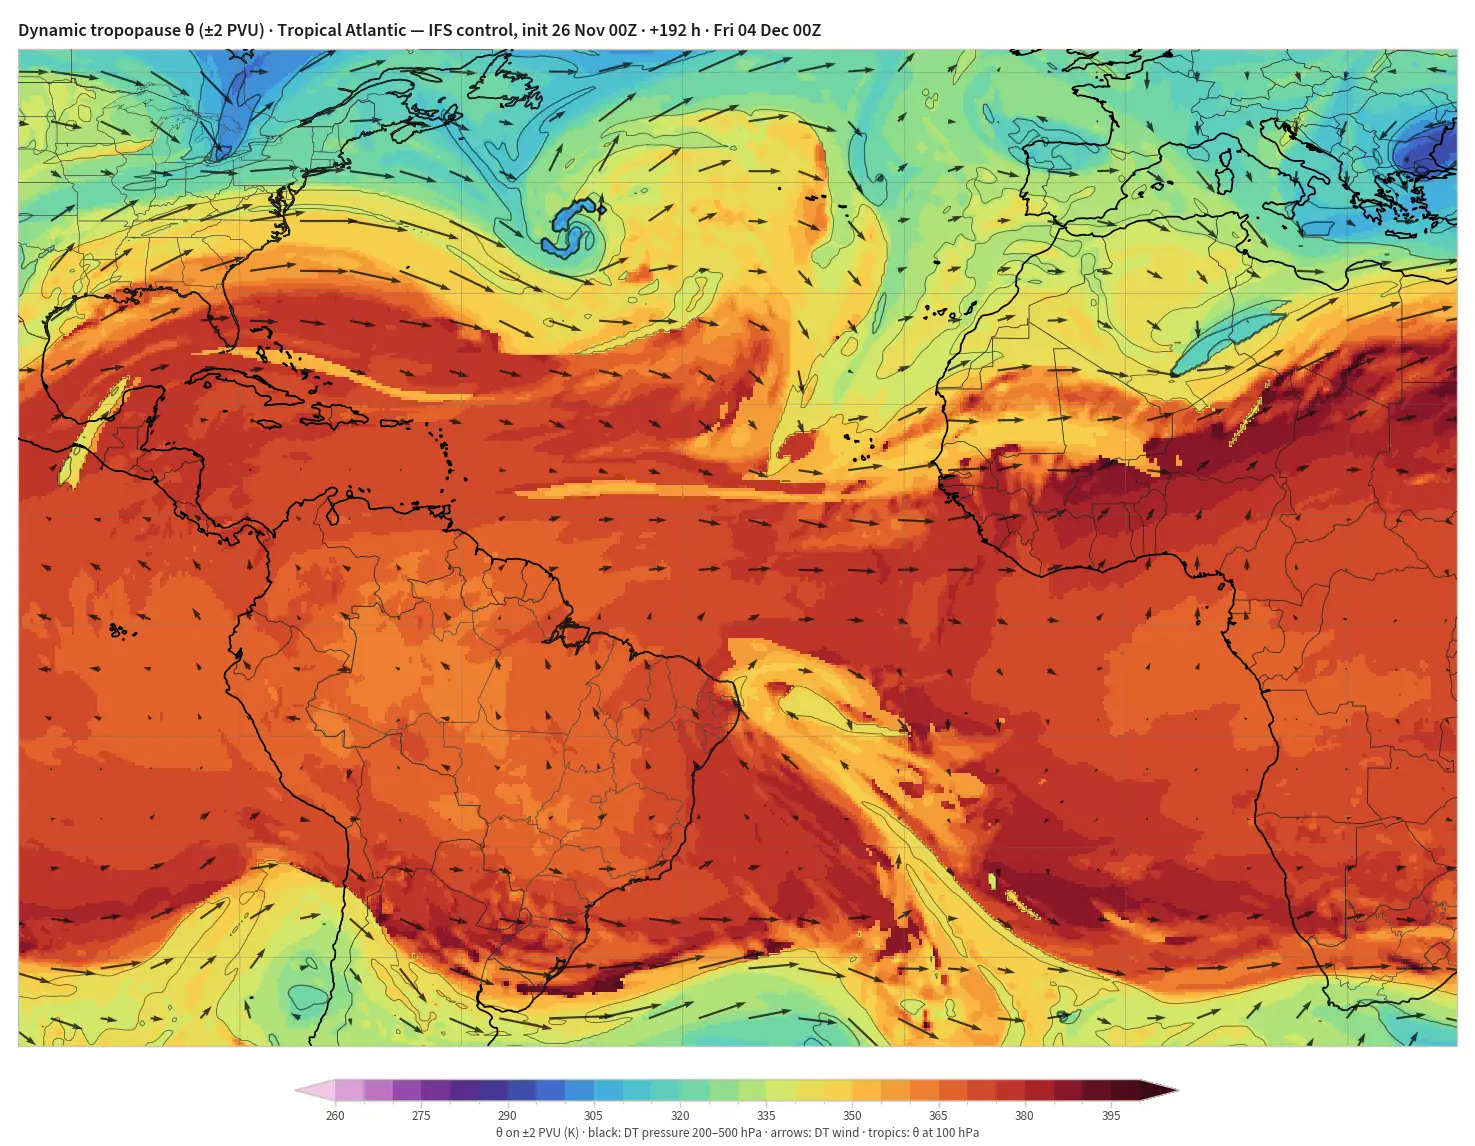 Dynamic tropopause θ (±2 PVU) · Tropical Atlantic — IFS control, init 26 Nov 00Z · +192 h · Fri 04 Dec 00Z
260 275 290 305 320 335 350 365 380 395
θ on ±2 PVU (K) · black: DT pressure 200–500 hPa · arrows: DT wind · tropics: θ at 100 hPa